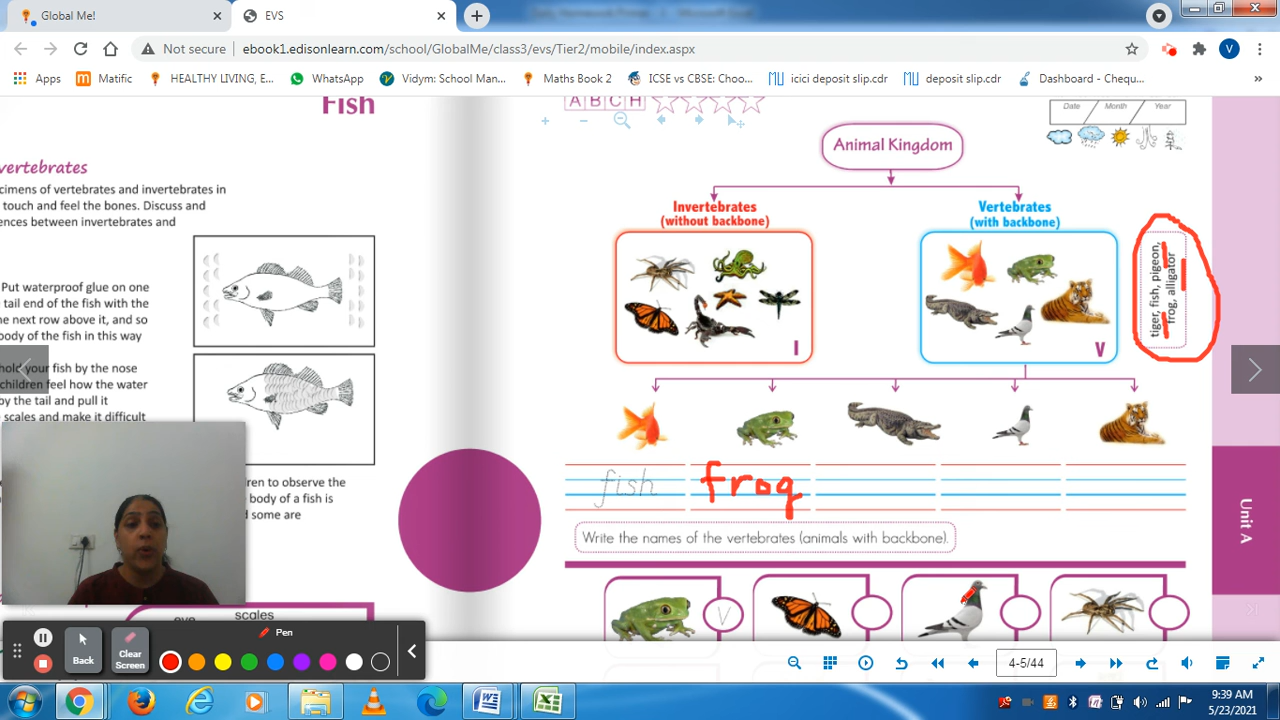 Global Me!
EVS
Not secure ebook1.edisonlearn.com/school/GlobalMe/class3/evs/Tier2/mobile/index.aspx
V
Apps Matific HEALTHY LIVING, E... WhatsApp Vidym: School Man... Maths Book 2 ICSE vs CBSE: Choo... icici deposit slip.cdr deposit slip.cdr Dashboard - Chequ... »
Fish
A B C H
Date Month Year
Animal Kingdom
vertebrates
cimens of vertebrates and invertebrates in
touch and feel the bones. Discuss and
ences between invertebrates and
Put waterproof glue on one
tail end of the fish with the
he next row above it, and so
body of the fish in this way
hold your fish by the nose
children feel how the water
by the tail and pull it
scales and make it difficult
dren to observe the
body of a fish is
d some are
eye scales
Invertebrates
(without backbone)
Vertebrates
(with backbone)
I
V
tiger, fish, pigeon,
frog, alligator
fish frog
Write the names of the vertebrates (animals with backbone).
V
Unit A
Pen
Back
Clear
Screen
4-5/44
9:39 AM
5/23/2021